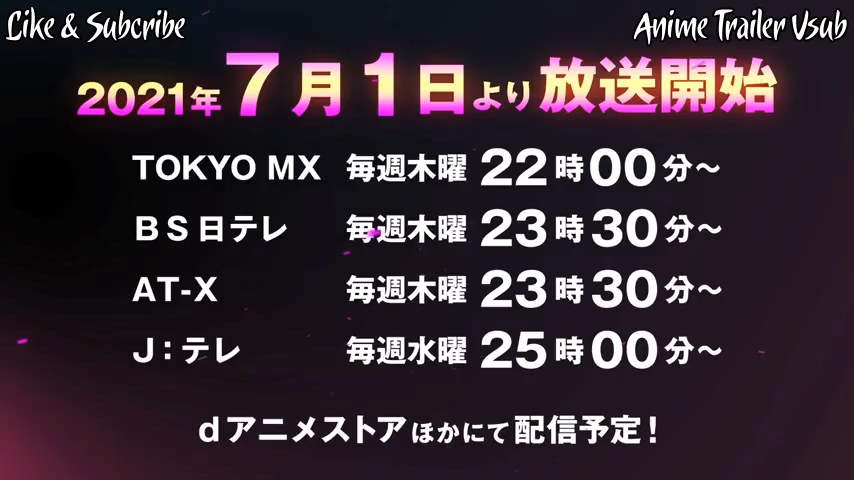 Like & Subcribe
Anime Trailer Vsub
2021年7月1日より放送開始
TOKYO MX 毎週木曜 22時00分～
BS日テレ 毎週木曜 23時30分～
AT-X 毎週木曜 23時30分～
J：テレ 毎週水曜 25時00分～
dアニメストアほかにて配信予定！